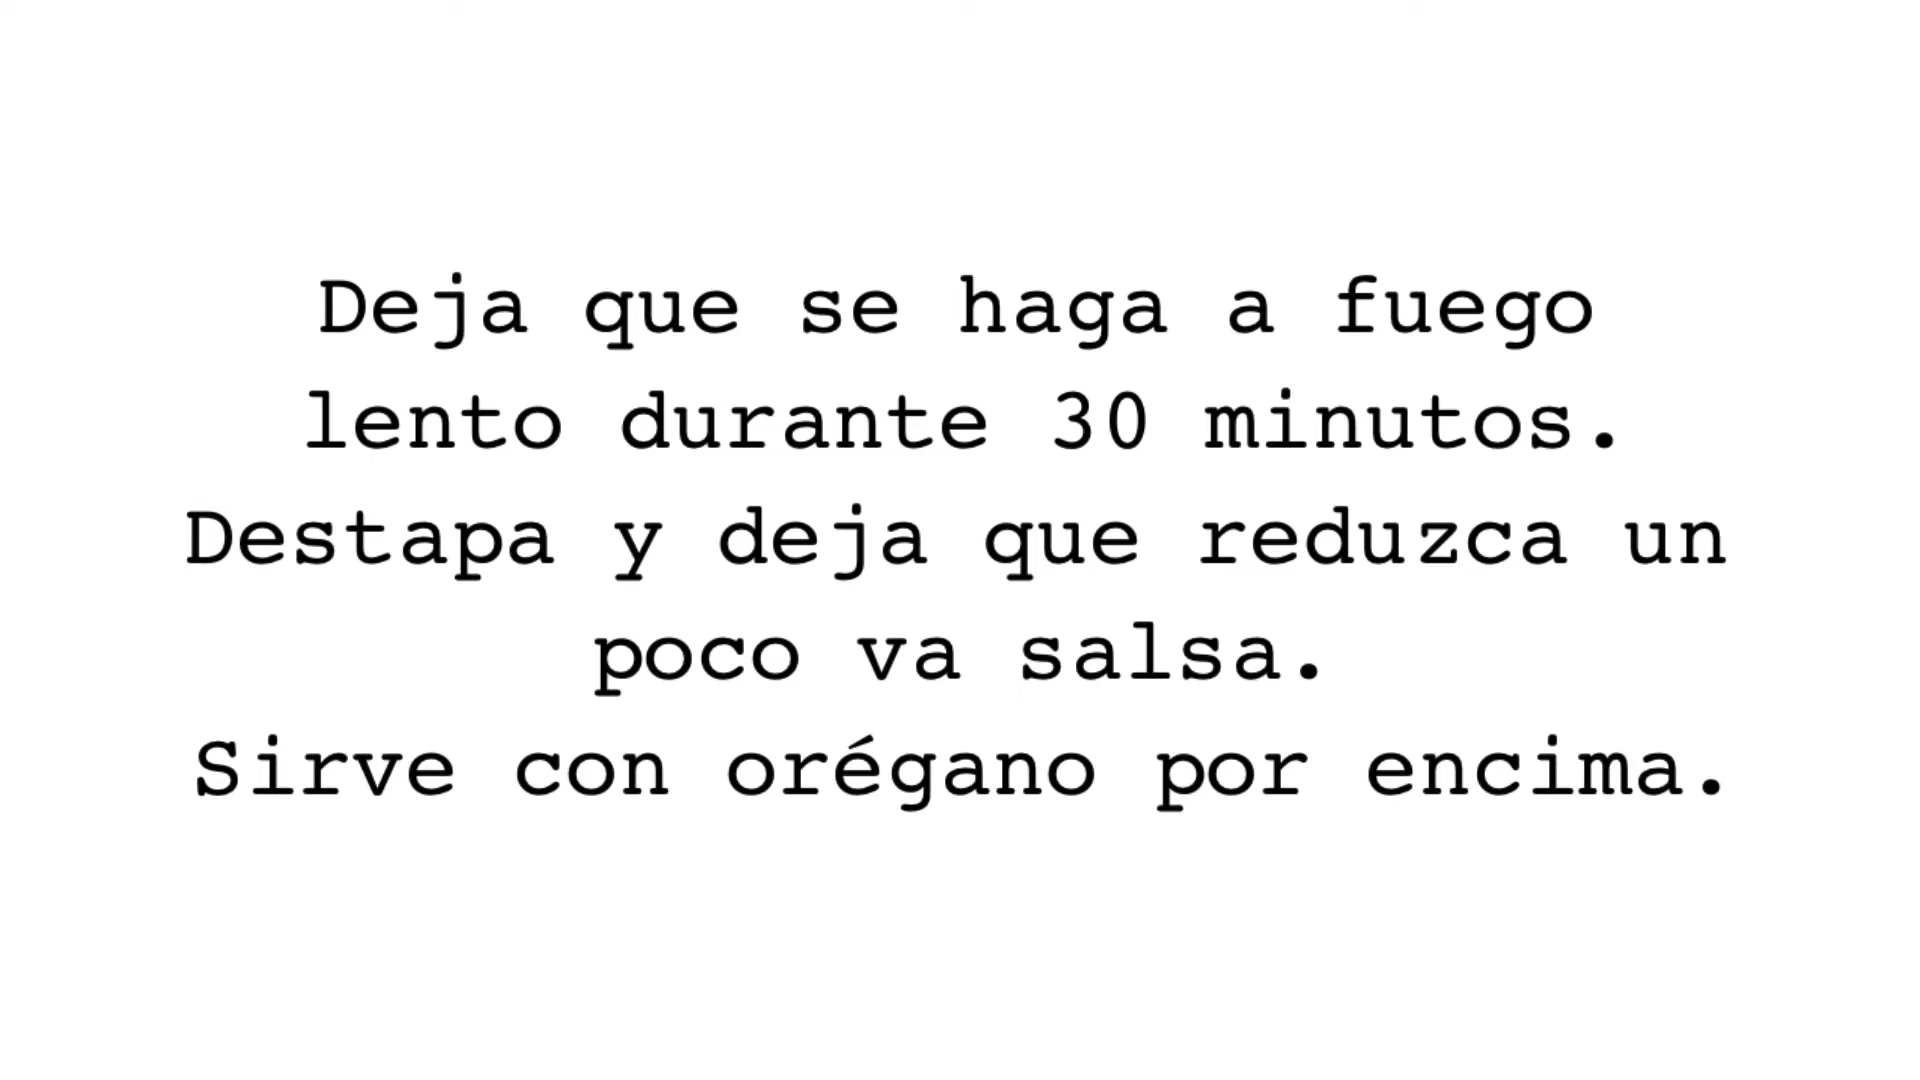 Deja que se haga a fuego
lento durante 30 minutos.
Destapa y deja que reduzca un
poco va salsa.
Sirve con orégano por encima.